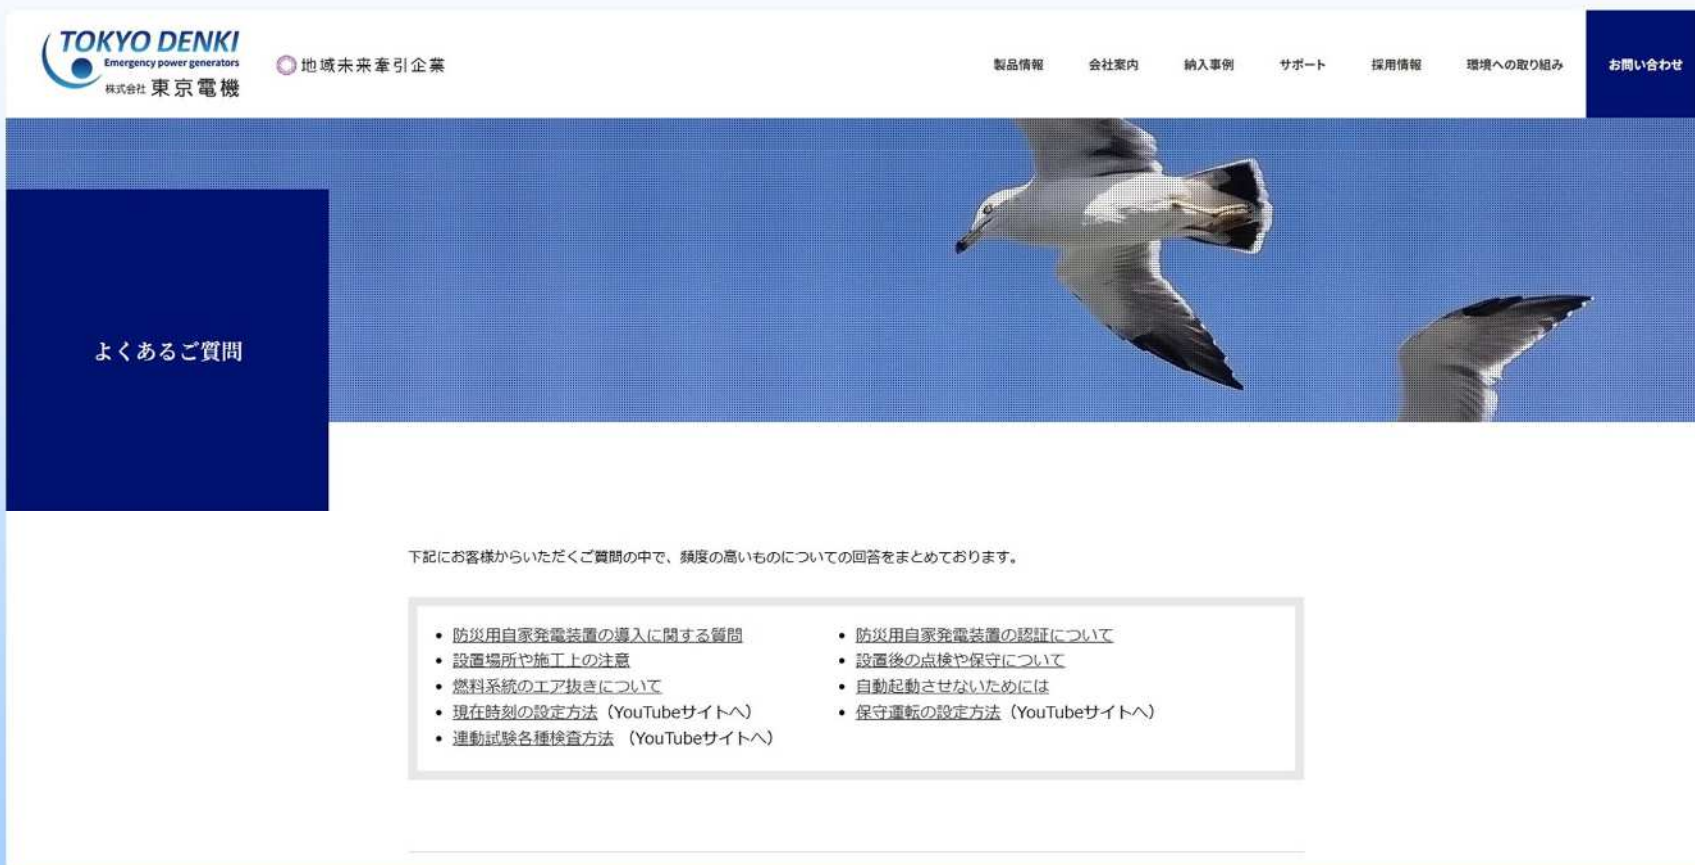 TOKYO DENKI
Emergency power generators
株式会社 東京電機
地域未来牽引企業
製品情報 会社案内 納入事例 サポート 採用情報 環境への取り組み お問い合わせ
よくあるご質問
下記にお客様からいただくご質問の中で、頻度の高いものについての回答をまとめております。
• 防災用自家発電装置の導入に関する質問
• 設置場所や施工上の注意
• 燃料系統のエア抜きについて
• 現在時刻の設定方法（YouTubeサイトへ）
• 連動試験各種検査方法 （YouTubeサイトへ）
• 防災用自家発電装置の認証について
• 設置後の点検や保守について
• 自動起動させないためには
• 保守運転の設定方法（YouTubeサイトへ）